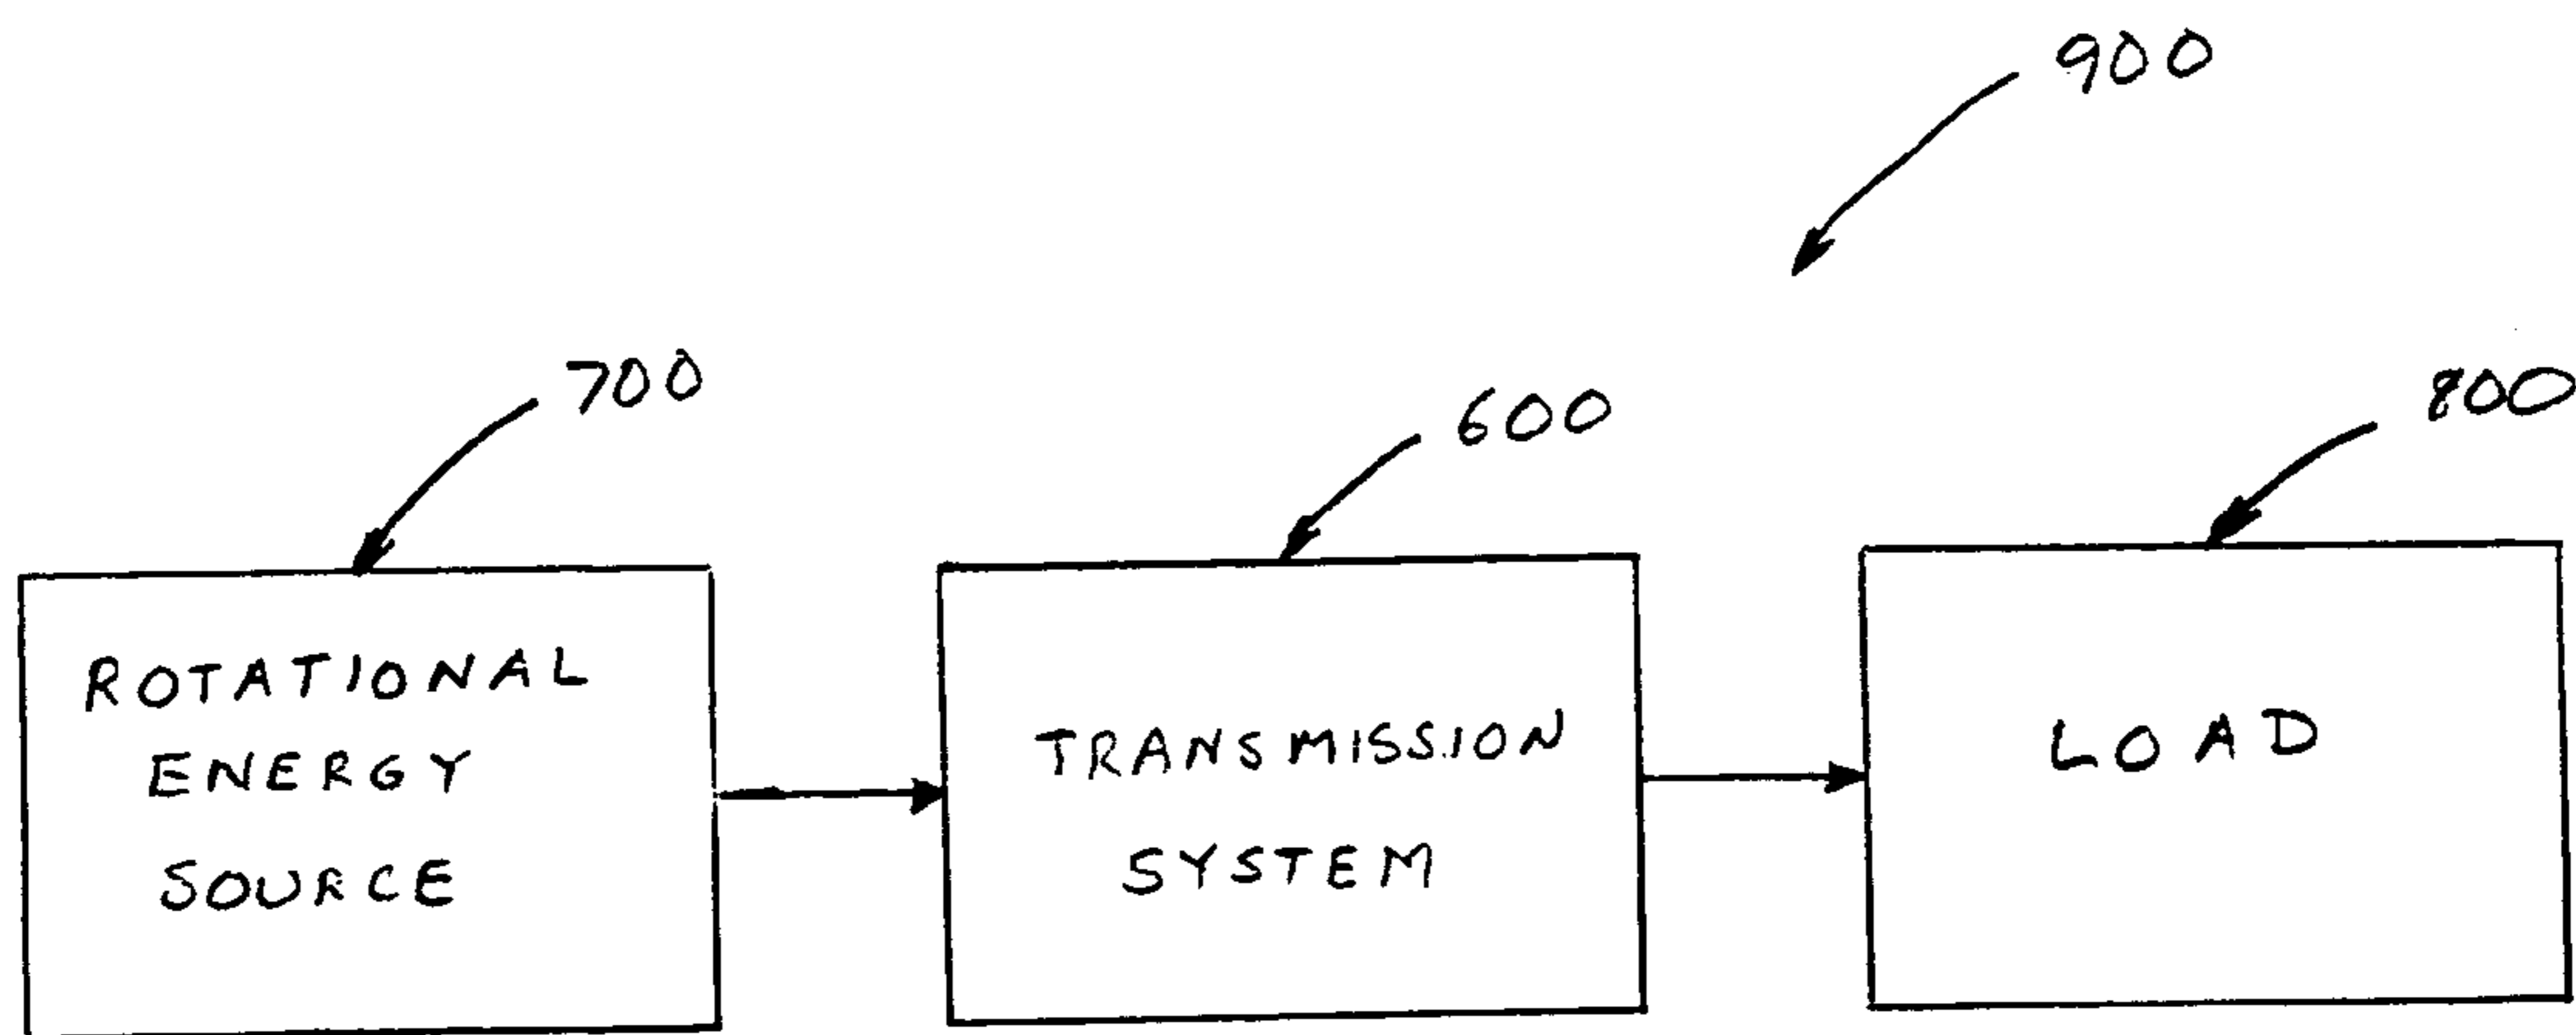 900
700
600
800
ROTATIONAL
ENERGY
SOURCE
TRANSMISSION
SYSTEM
LOAD